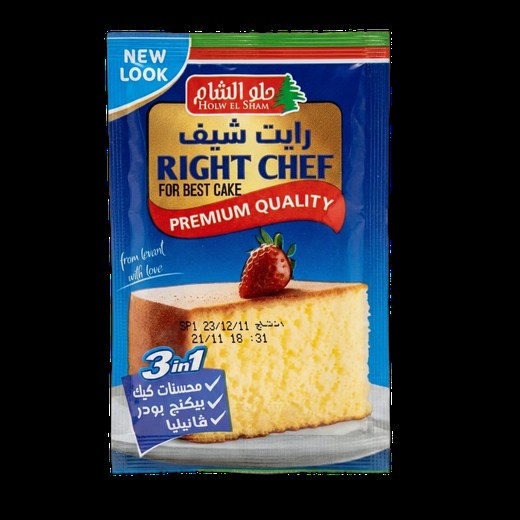 NEW
LOOK
حلو الشام
HOLW EL SHAM
رايت شيف
RIGHT CHEF
FOR BEST CAKE
PREMIUM QUALITY
from levant
with love
SP1 23/12/11 انتاج
21/11 18 :31
3in1
محسنات كيك
بيكنج بودر
ڤانيليا